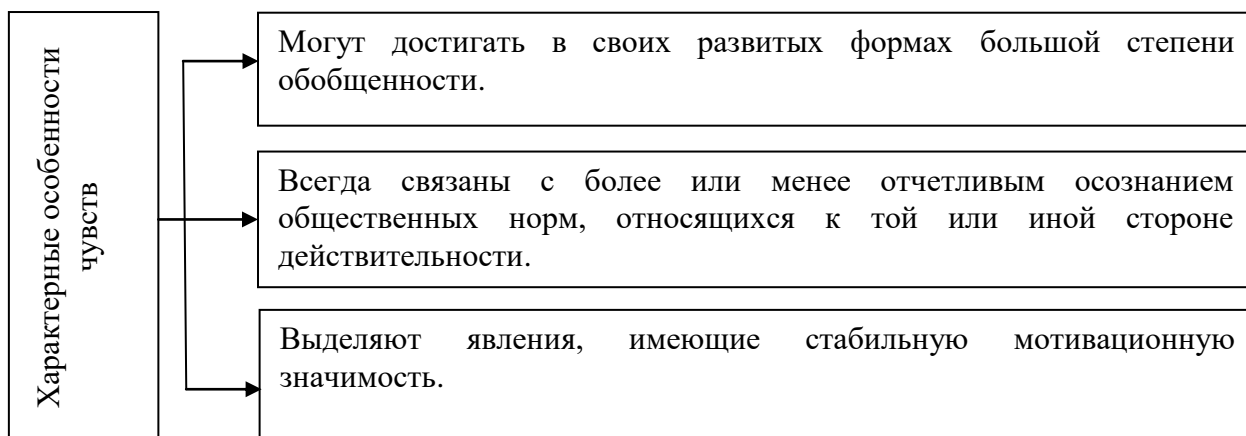 Характерные особенности
чувств
Могут достигать в своих развитых формах большой степени
обобщенности.
Всегда связаны с более или менее отчетливым осознанием
общественных норм, относящихся к той или иной стороне
действительности.
Выделяют явления, имеющие стабильную мотивационную
значимость.